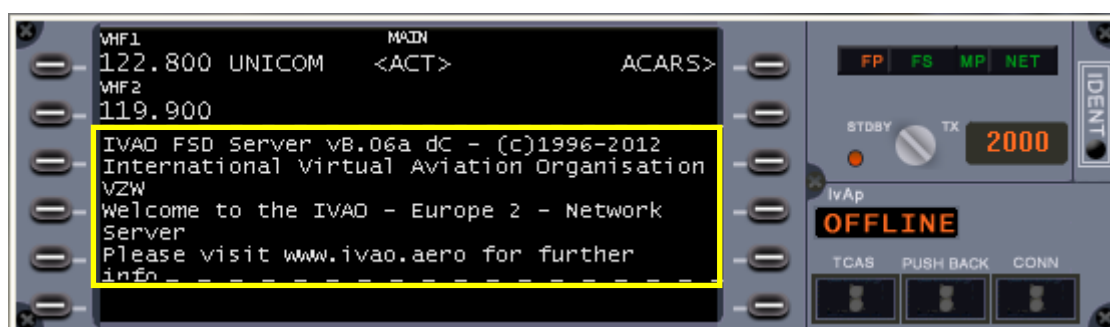 VHF1 MAIN
122.800 UNICOM <ACT> ACARS>
VHF2
119.900
IVAO FSD Server vB.06a dC - (c)1996-2012
International Virtual Aviation Organisation
VZW
Welcome to the IVAO - Europe 2 - Network
Server
Please visit www.ivao.aero for further
info_ _ _ _ _ _ _ _ _ _ _ _ _ _ _ _ _ _
FP FS MP NET
IDENT
STDBY TX 2000
IvAp
OFFLINE
TCAS PUSH BACK CONN